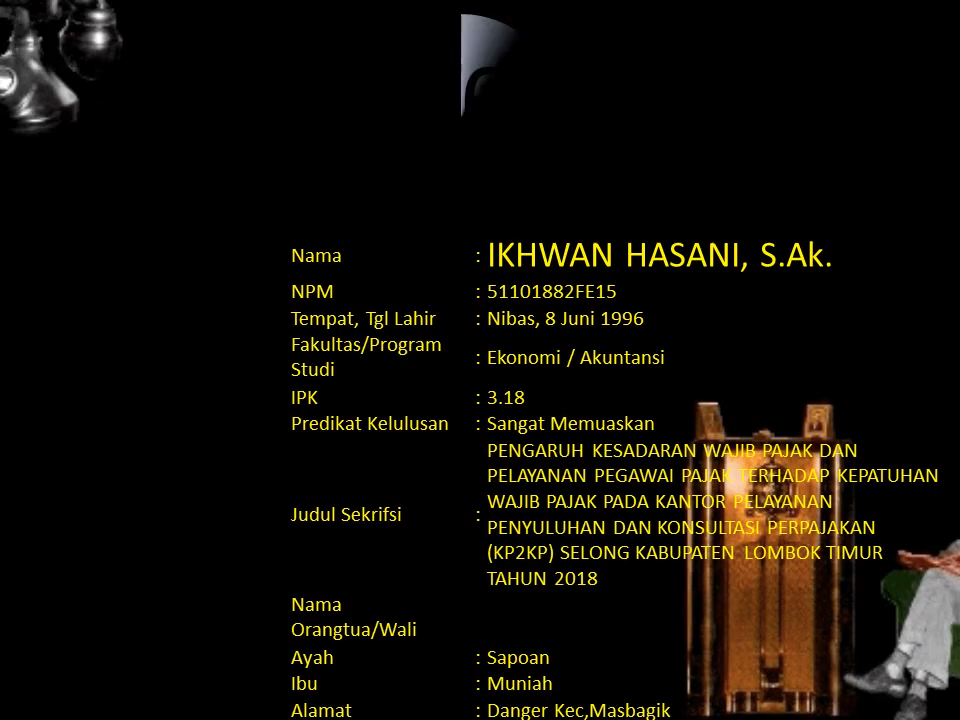 Nama : IKHWAN HASANI, S.Ak.
NPM : 51101882FE15
Tempat, Tgl Lahir : Nibas, 8 Juni 1996
Fakultas/Program
Studi : Ekonomi / Akuntansi
IPK : 3.18
Predikat Kelulusan : Sangat Memuaskan
Judul Sekrifsi :
PENGARUH KESADARAN WAJIB PAJAK DAN
PELAYANAN PEGAWAI PAJAK TERHADAP KEPATUHAN
WAJIB PAJAK PADA KANTOR PELAYANAN
PENYULUHAN DAN KONSULTASI PERPAJAKAN
(KP2KP) SELONG KABUPATEN LOMBOK TIMUR
TAHUN 2018
Nama
Orangtua/Wali
Ayah : Sapoan
Ibu : Muniah
Alamat : Danger Kec,Masbagik